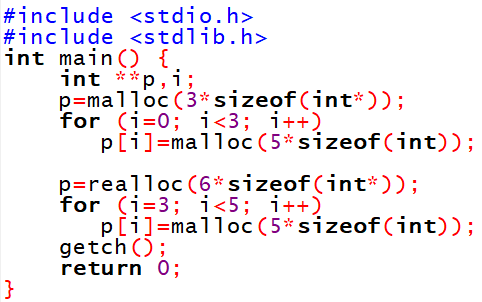 #include <stdio.h>
#include <stdlib.h>
int main() {
    int **p,i;
    p=malloc(3*sizeof(int*));
    for (i=0; i<3; i++)
       p[i]=malloc(5*sizeof(int));

    p=realloc(6*sizeof(int*));
    for (i=3; i<5; i++)
       p[i]=malloc(5*sizeof(int));
    getch();
    return 0;
}